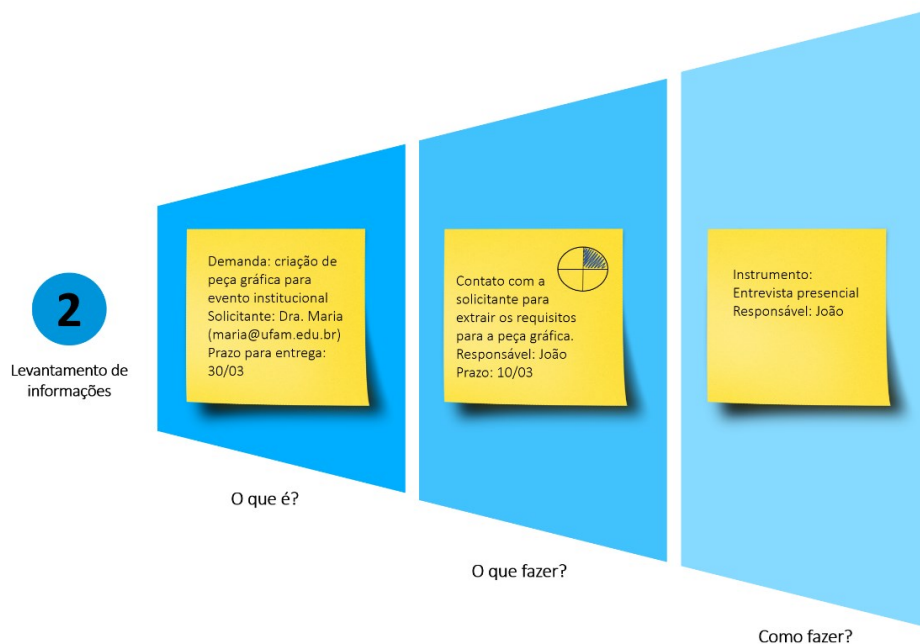 2
Levantamento de
informações
Demanda: criação de
peça gráfica para
evento institucional
Solicitante: Dra. Maria
(maria@ufam.edu.br)
Prazo para entrega:
30/03
O que é?
Contato com a
solicitante para
extrair os requisitos
para a peça gráfica.
Responsável: João
Prazo: 10/03
O que fazer?
Instrumento:
Entrevista presencial
Responsável: João
Como fazer?